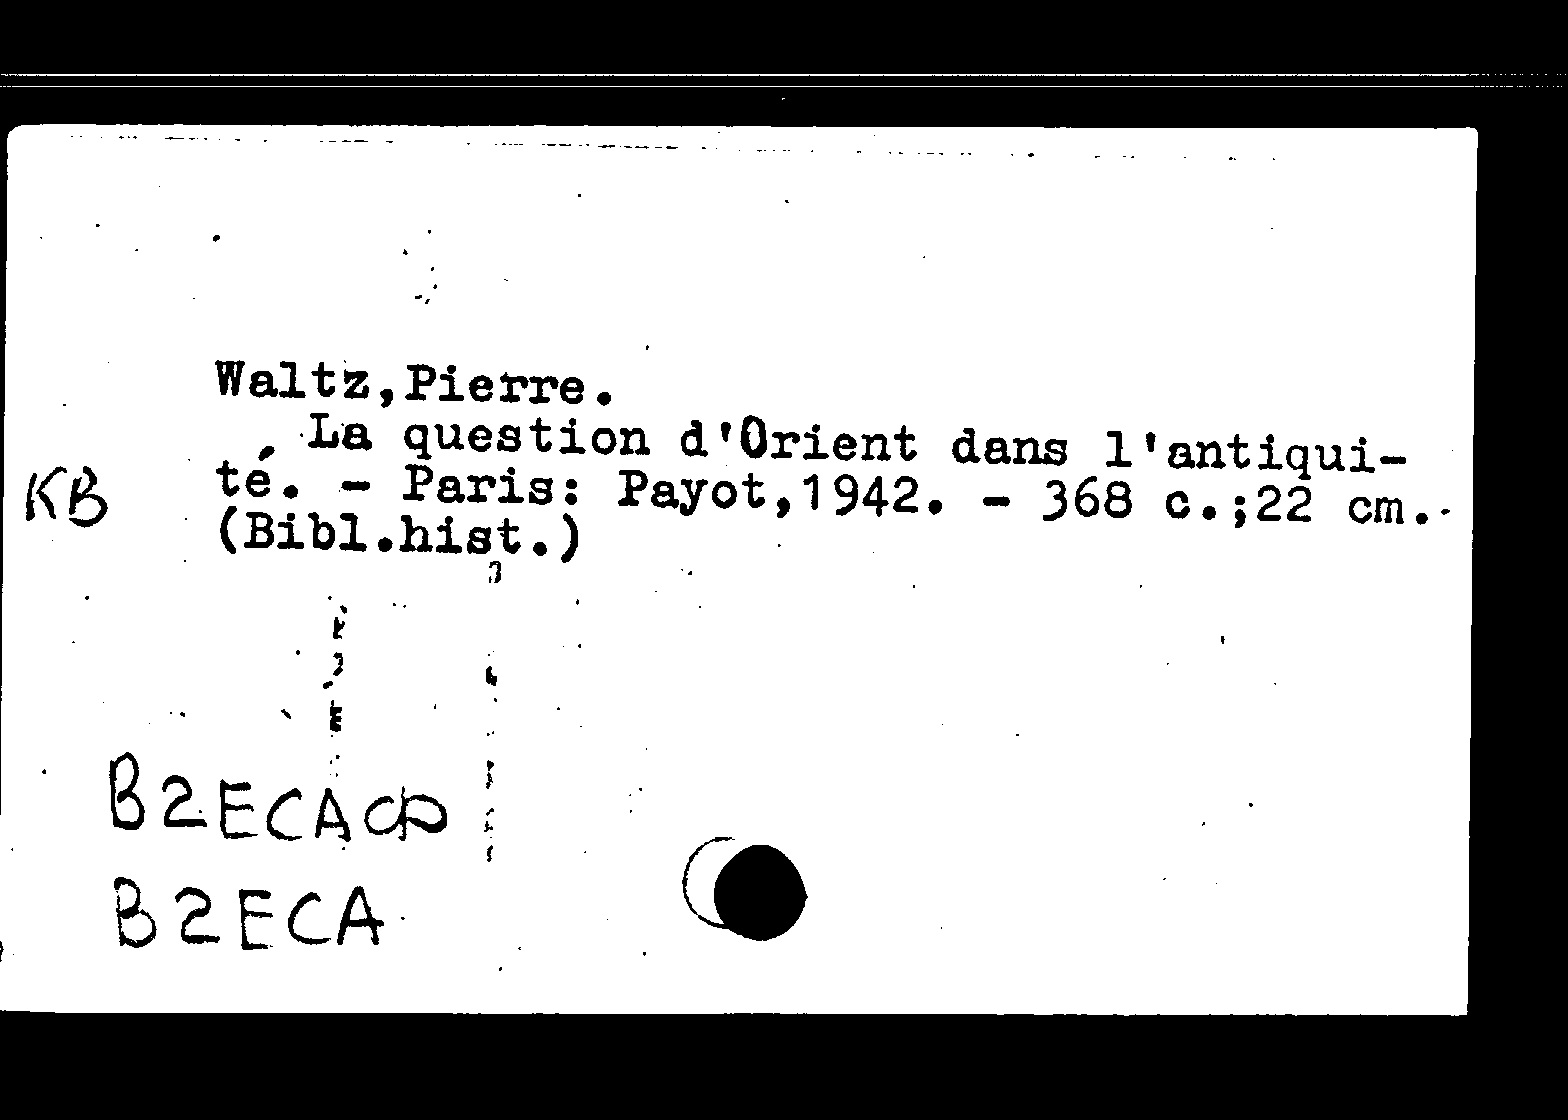 Waltz,Pierre.
La question d'Orient dans l'antiqui-
té. - Paris: Payot,1942. - 368 c.;22 cm.-
KB
(Bibl.hist.)
B2ECA
B2ECA